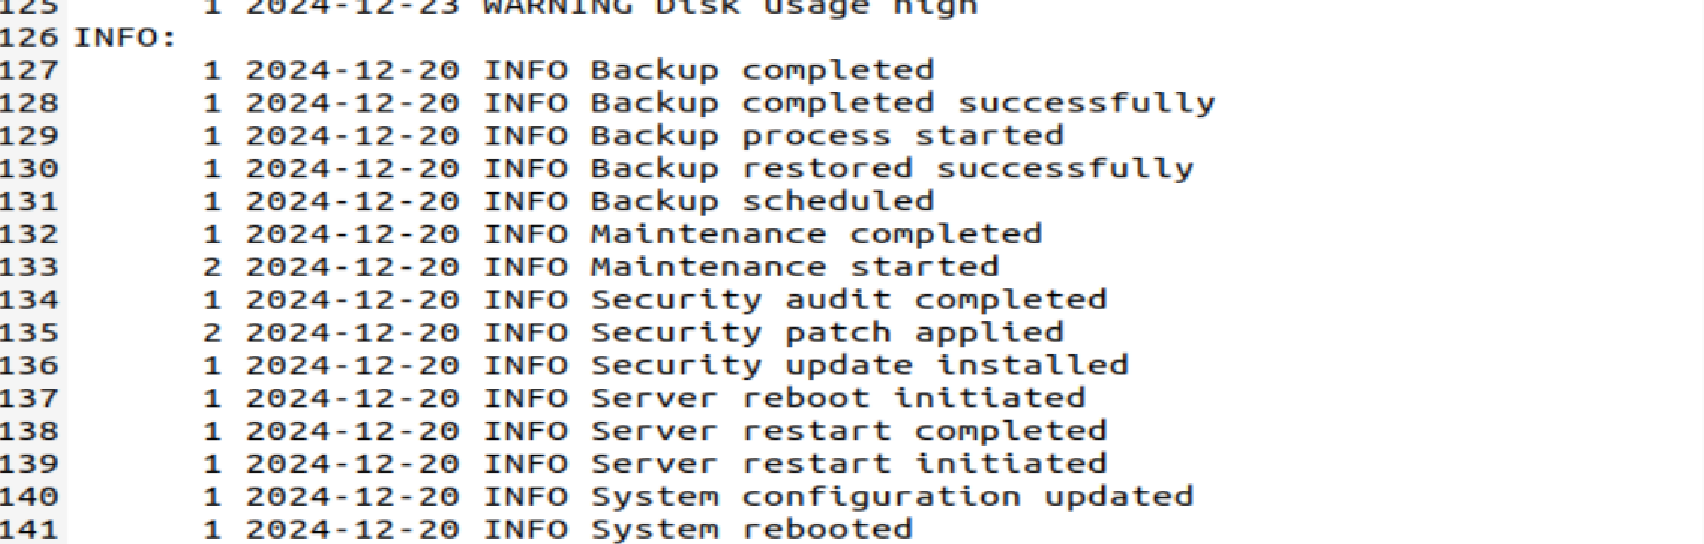 125        1 2024-12-23 WARNING Disk usage high
126 INFO:
127        1 2024-12-20 INFO Backup completed
128        1 2024-12-20 INFO Backup completed successfully
129        1 2024-12-20 INFO Backup process started
130        1 2024-12-20 INFO Backup restored successfully
131        1 2024-12-20 INFO Backup scheduled
132        1 2024-12-20 INFO Maintenance completed
133        2 2024-12-20 INFO Maintenance started
134        1 2024-12-20 INFO Security audit completed
135        2 2024-12-20 INFO Security patch applied
136        1 2024-12-20 INFO Security update installed
137        1 2024-12-20 INFO Server reboot initiated
138        1 2024-12-20 INFO Server restart completed
139        1 2024-12-20 INFO Server restart initiated
140        1 2024-12-20 INFO System configuration updated
141        1 2024-12-20 INFO System rebooted